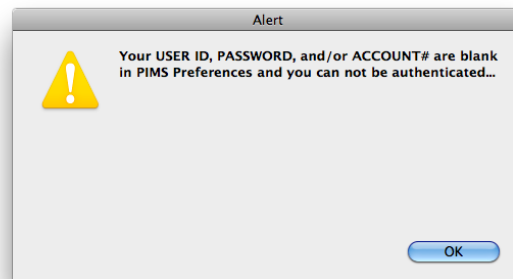 Alert
Your USER ID, PASSWORD, and/or ACCOUNT# are blank
in PIMS Preferences and you can not be authenticated...
OK